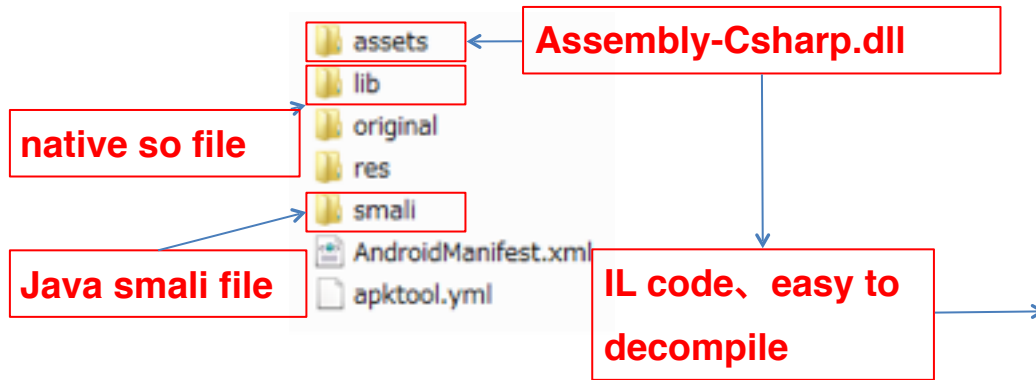 assets
Assembly-Csharp.dll
lib
native so file
original
res
smali
AndroidManifest.xml
Java smali file
apktool.yml
IL code、easy to
decompile